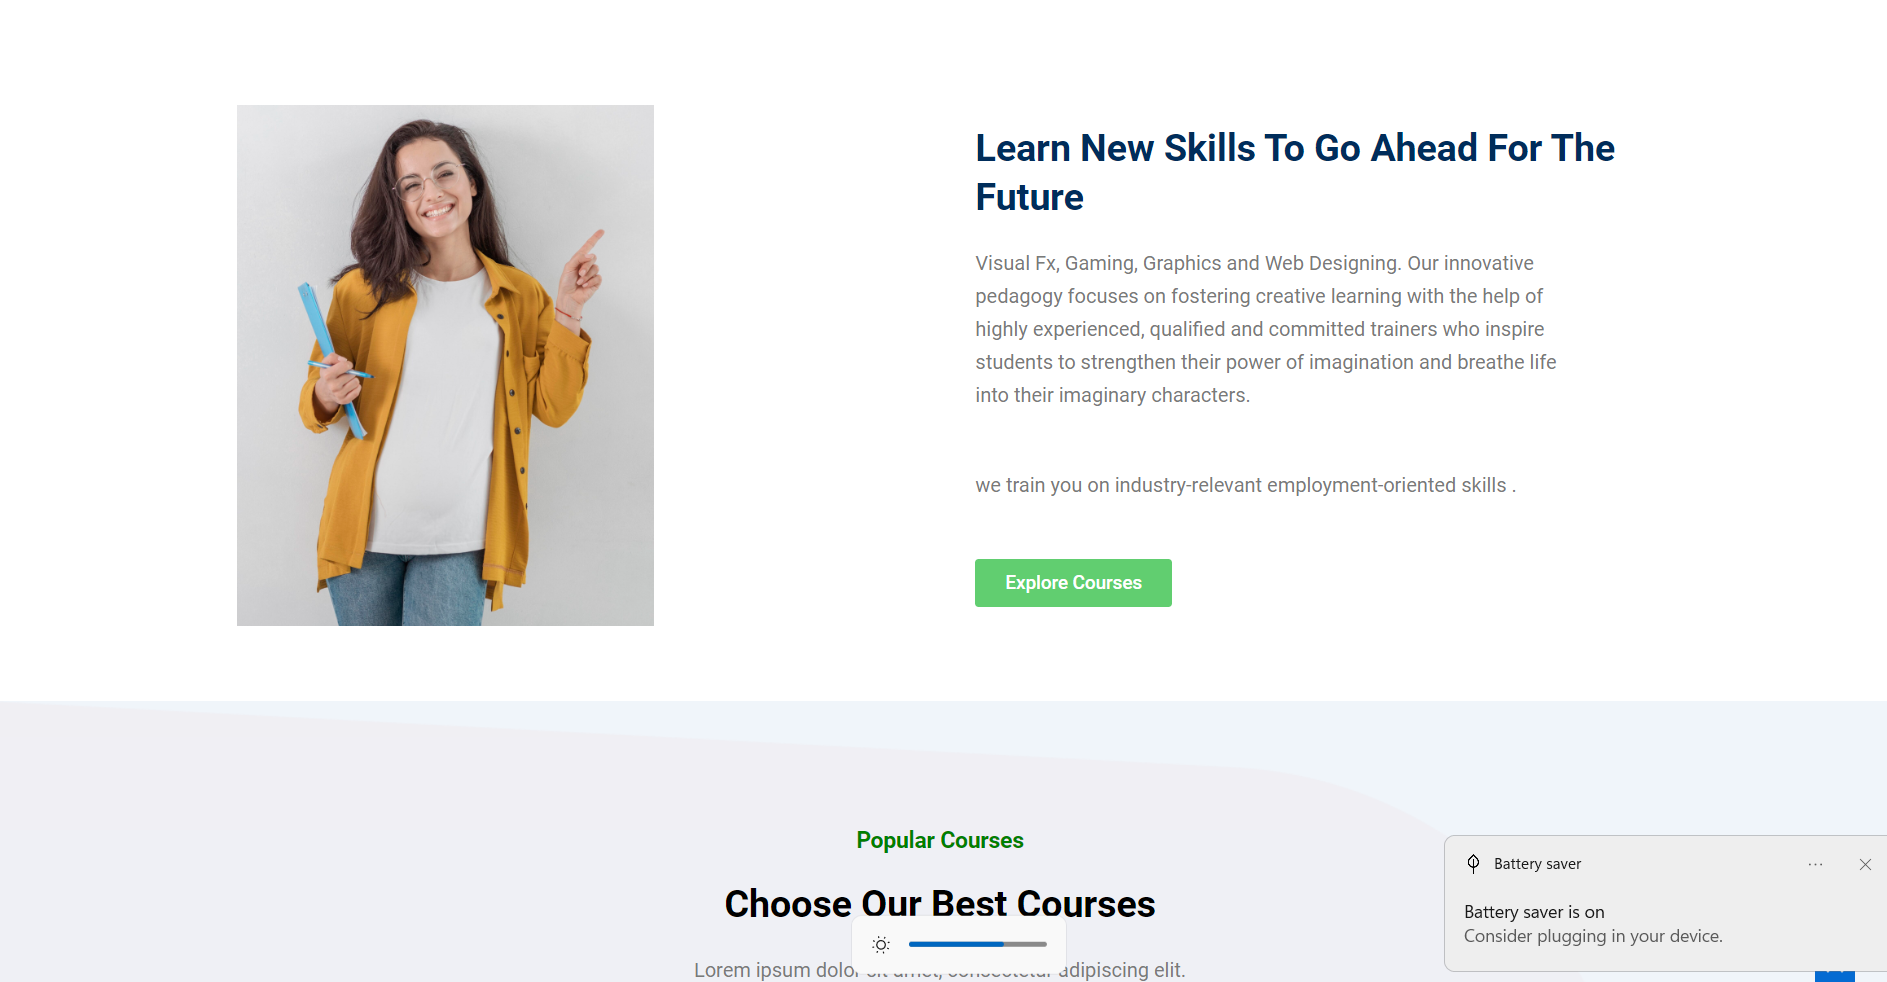 Learn New Skills To Go Ahead For The
Future
Visual Fx, Gaming, Graphics and Web Designing. Our innovative
pedagogy focuses on fostering creative learning with the help of
highly experienced, qualified and committed trainers who inspire
students to strengthen their power of imagination and breathe life
into their imaginary characters.
we train you on industry-relevant employment-oriented skills .
Explore Courses
Popular Courses
Choose Our Best Courses
Lorem ipsum dolor sit amet, consectetur adipiscing elit.
Battery saver
Battery saver is on
Consider plugging in your device.